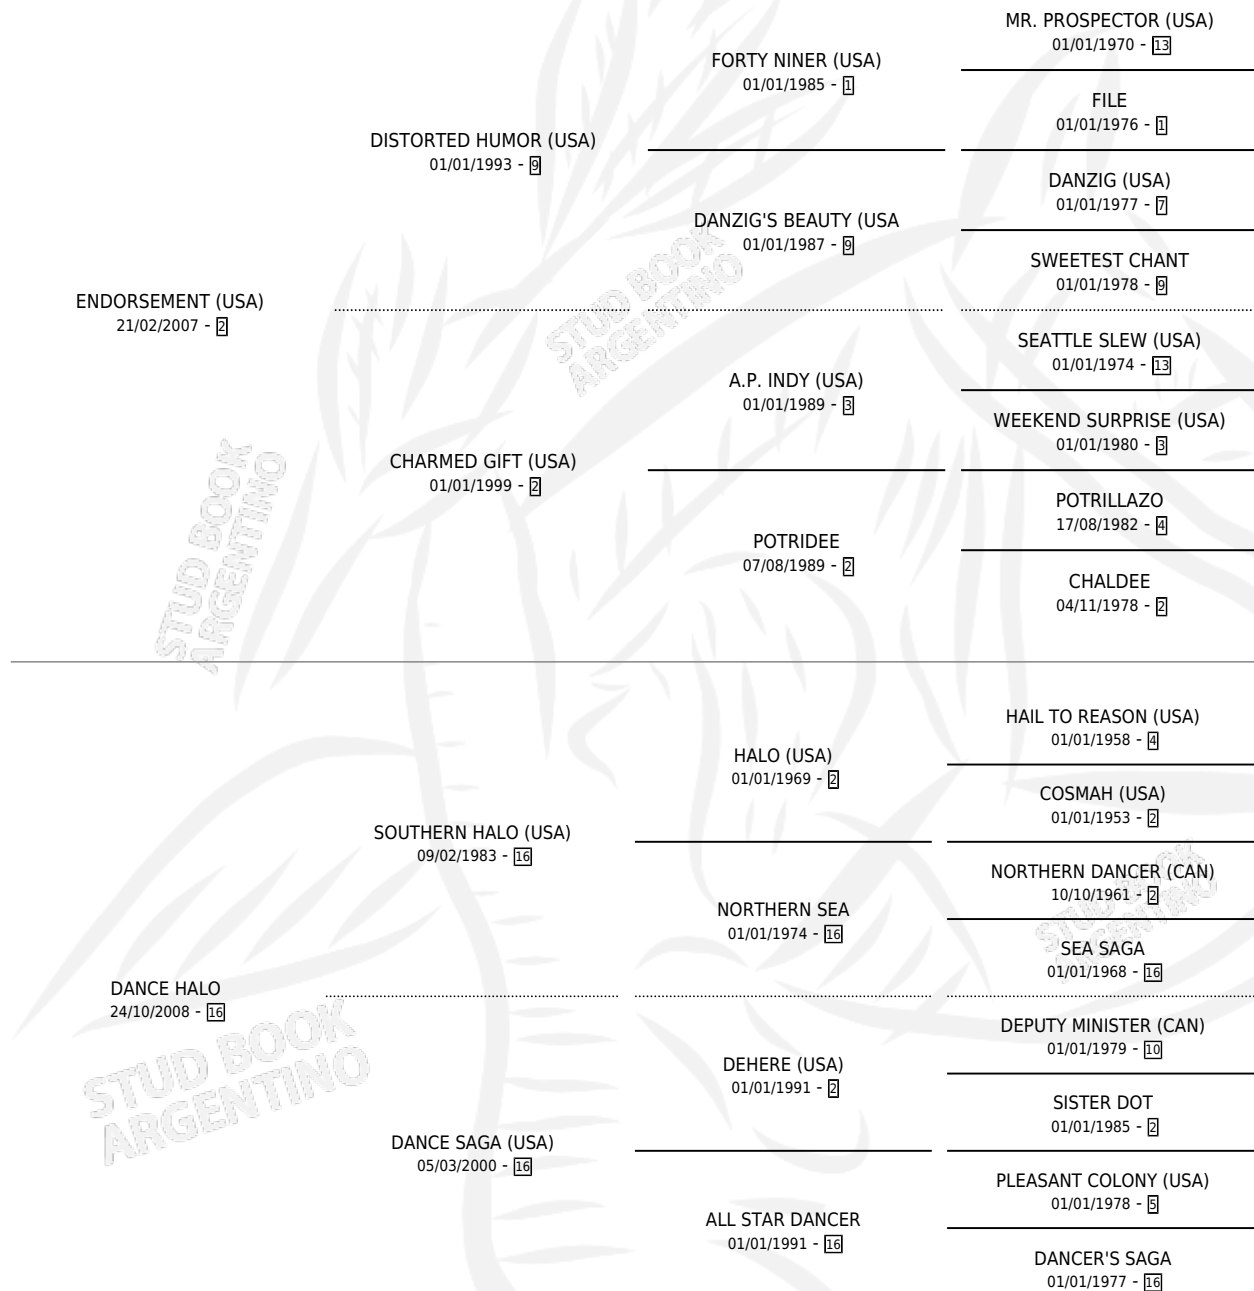 MR. PROSPECTOR (USA)
01/01/1970 - 13
FORTY NINER (USA)
01/01/1985 - 1
FILE
01/01/1976 - 1
DISTORTED HUMOR (USA)
01/01/1993 - 9
DANZIG (USA)
01/01/1977 - 7
DANZIG'S BEAUTY (USA
01/01/1987 - 9
SWEETEST CHANT
01/01/1978 - 9
ENDORSEMENT (USA)
21/02/2007 - 2
SEATTLE SLEW (USA)
01/01/1974 - 13
A.P. INDY (USA)
01/01/1989 - 3
WEEKEND SURPRISE (USA)
01/01/1980 - 3
CHARMED GIFT (USA)
01/01/1999 - 2
POTRILLAZO
17/08/1982 - 4
POTRIDEE
07/08/1989 - 2
CHALDEE
04/11/1978 - 2
HAIL TO REASON (USA)
01/01/1958 - 4
HALO (USA)
01/01/1969 - 2
COSMAH (USA)
01/01/1953 - 2
SOUTHERN HALO (USA)
09/02/1983 - 16
NORTHERN DANCER (CAN)
10/10/1961 - 2
NORTHERN SEA
01/01/1974 - 16
SEA SAGA
01/01/1968 - 16
DANCE HALO
24/10/2008 - 16
DEPUTY MINISTER (CAN)
01/01/1979 - 10
DEHERE (USA)
01/01/1991 - 2
SISTER DOT
01/01/1985 - 2
DANCE SAGA (USA)
05/03/2000 - 16
PLEASANT COLONY (USA)
01/01/1978 - 5
ALL STAR DANCER
01/01/1991 - 16
DANCER'S SAGA
01/01/1977 - 16
STUD BOOK
ARGENTINO
STUD BOOK
ARGENTINO
STUD BOOK
ARGENTINO
STUD BOOK
ARGENTINO